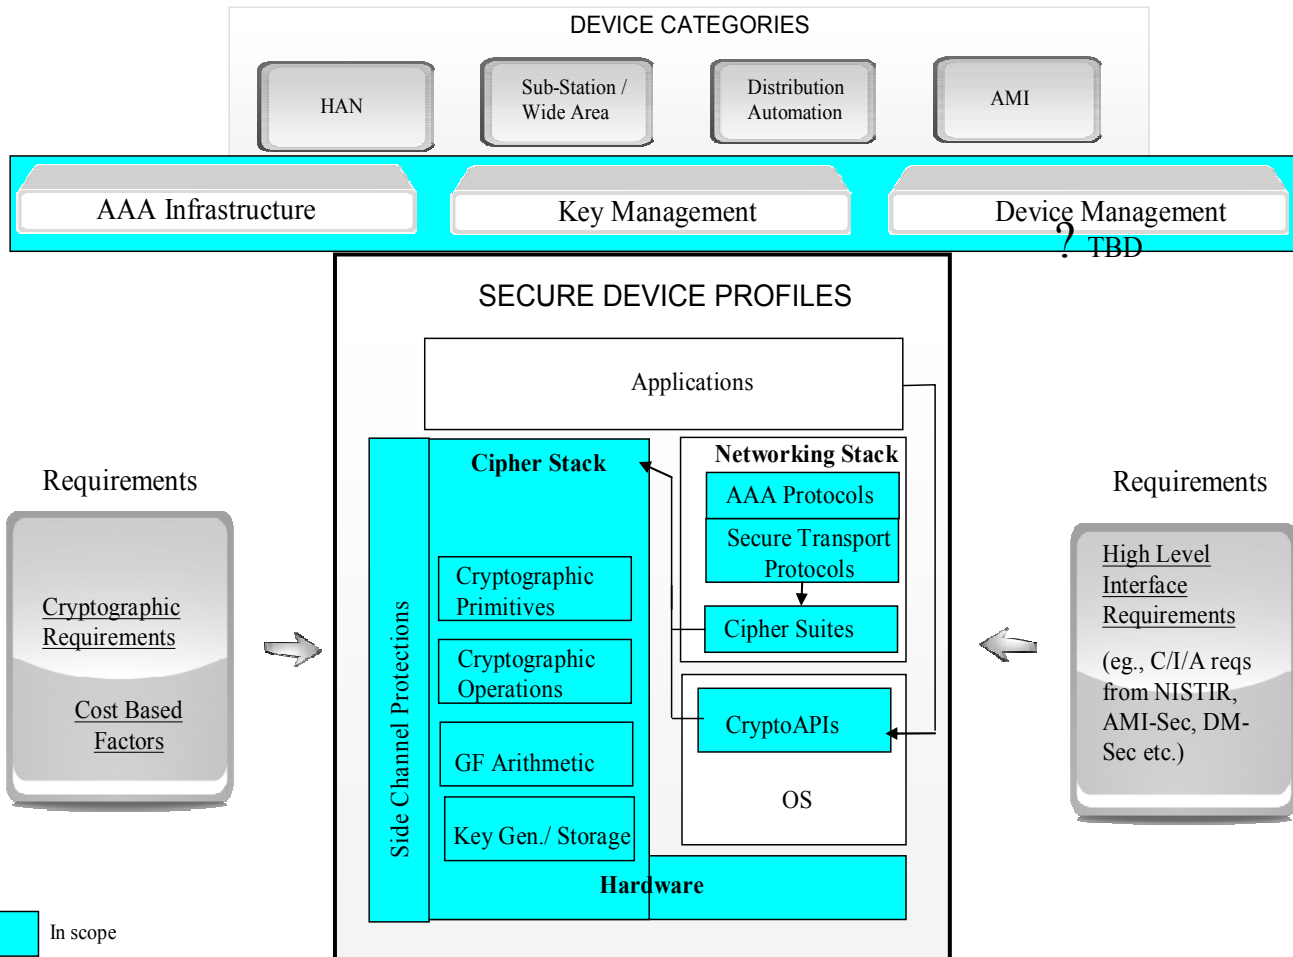 DEVICE CATEGORIES
HAN
Sub-Station /
Wide Area
Distribution
Automation
AMI
AAA Infrastructure
Key Management
Device Management
? TBD
SECURE DEVICE PROFILES
Applications
Cipher Stack
Networking Stack
AAA Protocols
Secure Transport
Protocols
Cipher Suites
Cryptographic
Primitives
Cryptographic
Operations
GF Arithmetic
Key Gen./ Storage
Side Channel Protections
CryptoAPIs
OS
Hardware
Requirements
Cryptographic
Requirements
Cost Based
Factors
Requirements
High Level
Interface
Requirements
(eg., C/I/A reqs
from NISTIR,
AMI-Sec, DM-
Sec etc.)
In scope